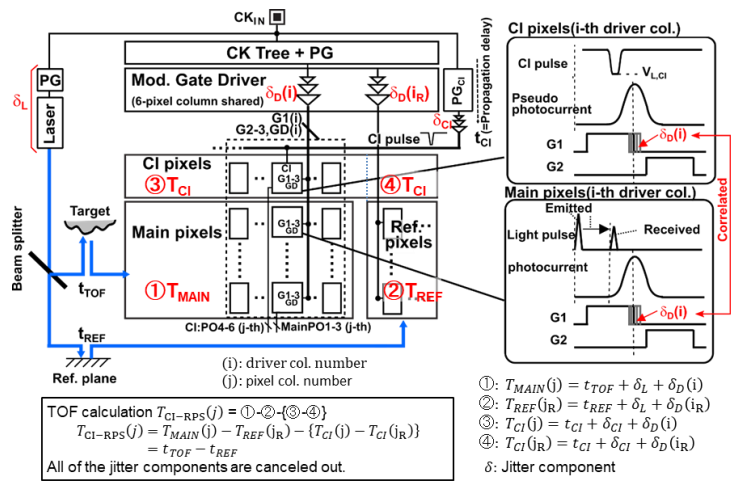 CK_IN
CK Tree + PG
PG
δ_L
Laser
Mod. Gate Driver
(6-pixel column shared)
δ_D(i)
δ_D(i_R)
PG_CI
δ_CI
t_CI (=Propagation delay)
G1(i)
G2-3,GD(i)
CI pulse
CI pixels
③T_CI
CI
G1-3
GD
④T_CI
Target
Beam splitter
t_TOF
Main pixels
①T_MAIN
G1-3
GD
G1-3
GD
Ref.
pixels
②T_REF
CI:PO4-6 (j-th)
MainPO1-3 (j-th)
t_REF
Ref. plane
(i): driver col. number
(j): pixel col. number
CI pixels(i-th driver col.)
CI pulse
V_L,CI
Pseudo
photocurrent
G1
δ_D(i)
G2
Correlated
Main pixels(i-th driver col.)
Emitted
Light pulse
Received
photocurrent
G1
δ_D(i)
G2
TOF calculation T_CI−RPS(j) = ①-②-{③-④}
T_CI−RPS(j) = T_MAIN(j) − T_REF(j_R) − {T_CI(j) − T_CI(j_R)}
= t_TOF − t_REF
All of the jitter components are canceled out.
①: T_MAIN(j) = t_TOF + δ_L + δ_D(i)
②: T_REF(j_R) = t_REF + δ_L + δ_D(i_R)
③: T_CI(j) = t_CI + δ_CI + δ_D(i)
④: T_CI(j_R) = t_CI + δ_CI + δ_D(i_R)
δ: Jitter component